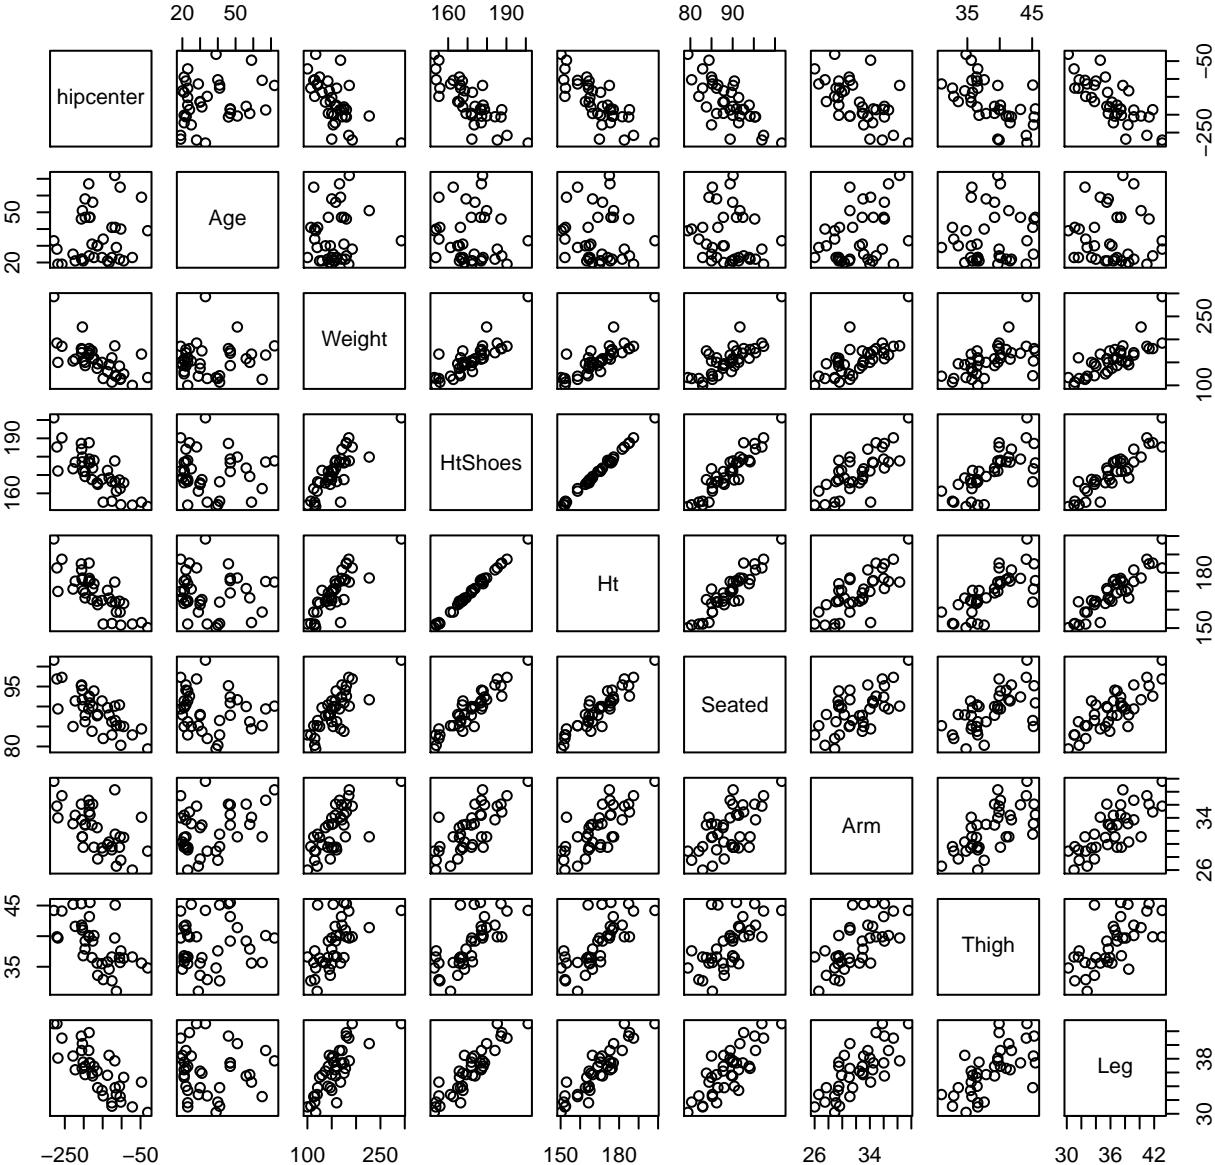 20 50 160 190 80 90 35 45
hipcenter −250 −50
20 50 Age
Weight 100 250
160 190 HtShoes
Ht 150 180
80 95 Seated
Arm 26 34
35 45 Thigh
Leg 30 38
−250 −50 100 250 150 180 26 34 30 36 42